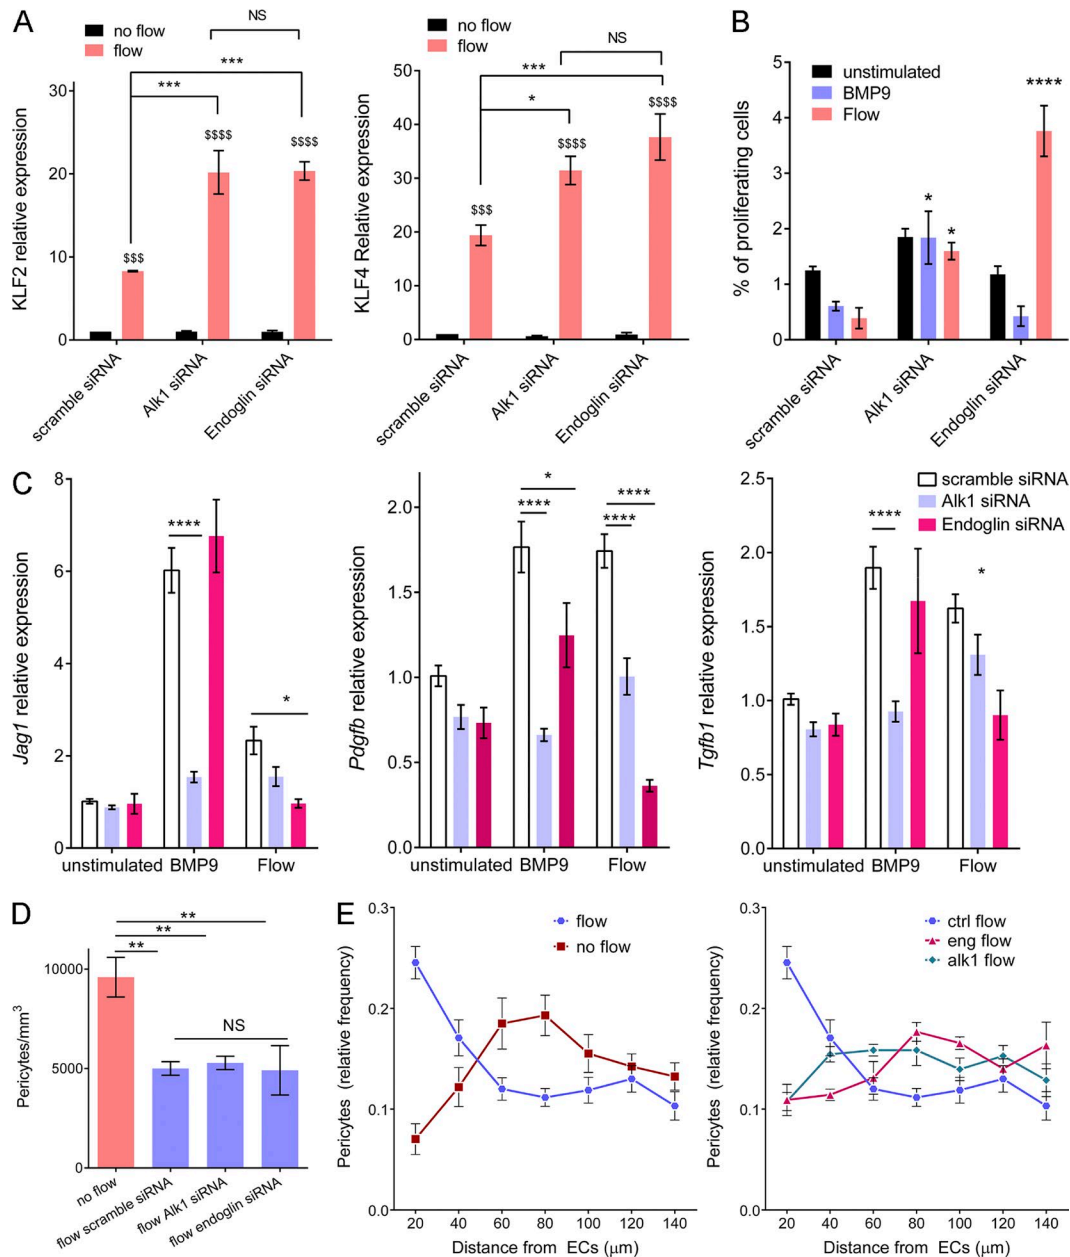 A
no flow
flow
NS
***
***
$$$
$$$$
$$$$
KLF2 relative expression
30
20
10
0
scramble siRNA
Alk1 siRNA
Endoglin siRNA
no flow
flow
NS
***
*
$$$
$$$$
$$$$
KLF4 Relative expression
50
40
30
20
10
0
scramble siRNA
Alk1 siRNA
Endoglin siRNA
B
unstimulated
BMP9
Flow
****
*
*
% of proliferating cells
5
4
3
2
1
0
scramble siRNA
Alk1 siRNA
Endoglin siRNA
C
Jag1 relative expression
8
6
4
2
0
****
*
unstimulated BMP9 Flow
Pdgfb relative expression
2.0
1.5
1.0
0.5
0.0
*
****
****
****
unstimulated BMP9 Flow
Tgfb1 relative expression
2.5
2.0
1.5
1.0
0.5
0.0
scramble siRNA
Alk1 siRNA
Endoglin siRNA
****
*
unstimulated BMP9 Flow
D
**
**
**
NS
Pericytes/mm3
10000
5000
0
no flow
flow scramble siRNA
flow Alk1 siRNA
flow endoglin siRNA
E
flow
no flow
Pericytes (relative frequency)
0.3
0.2
0.1
0.0
20 40 60 80 100 120 140
Distance from ECs (μm)
ctrl flow
eng flow
alk1 flow
Pericytes (relative frequency)
0.3
0.2
0.1
0.0
20 40 60 80 100 120 140
Distance from ECs (μm)